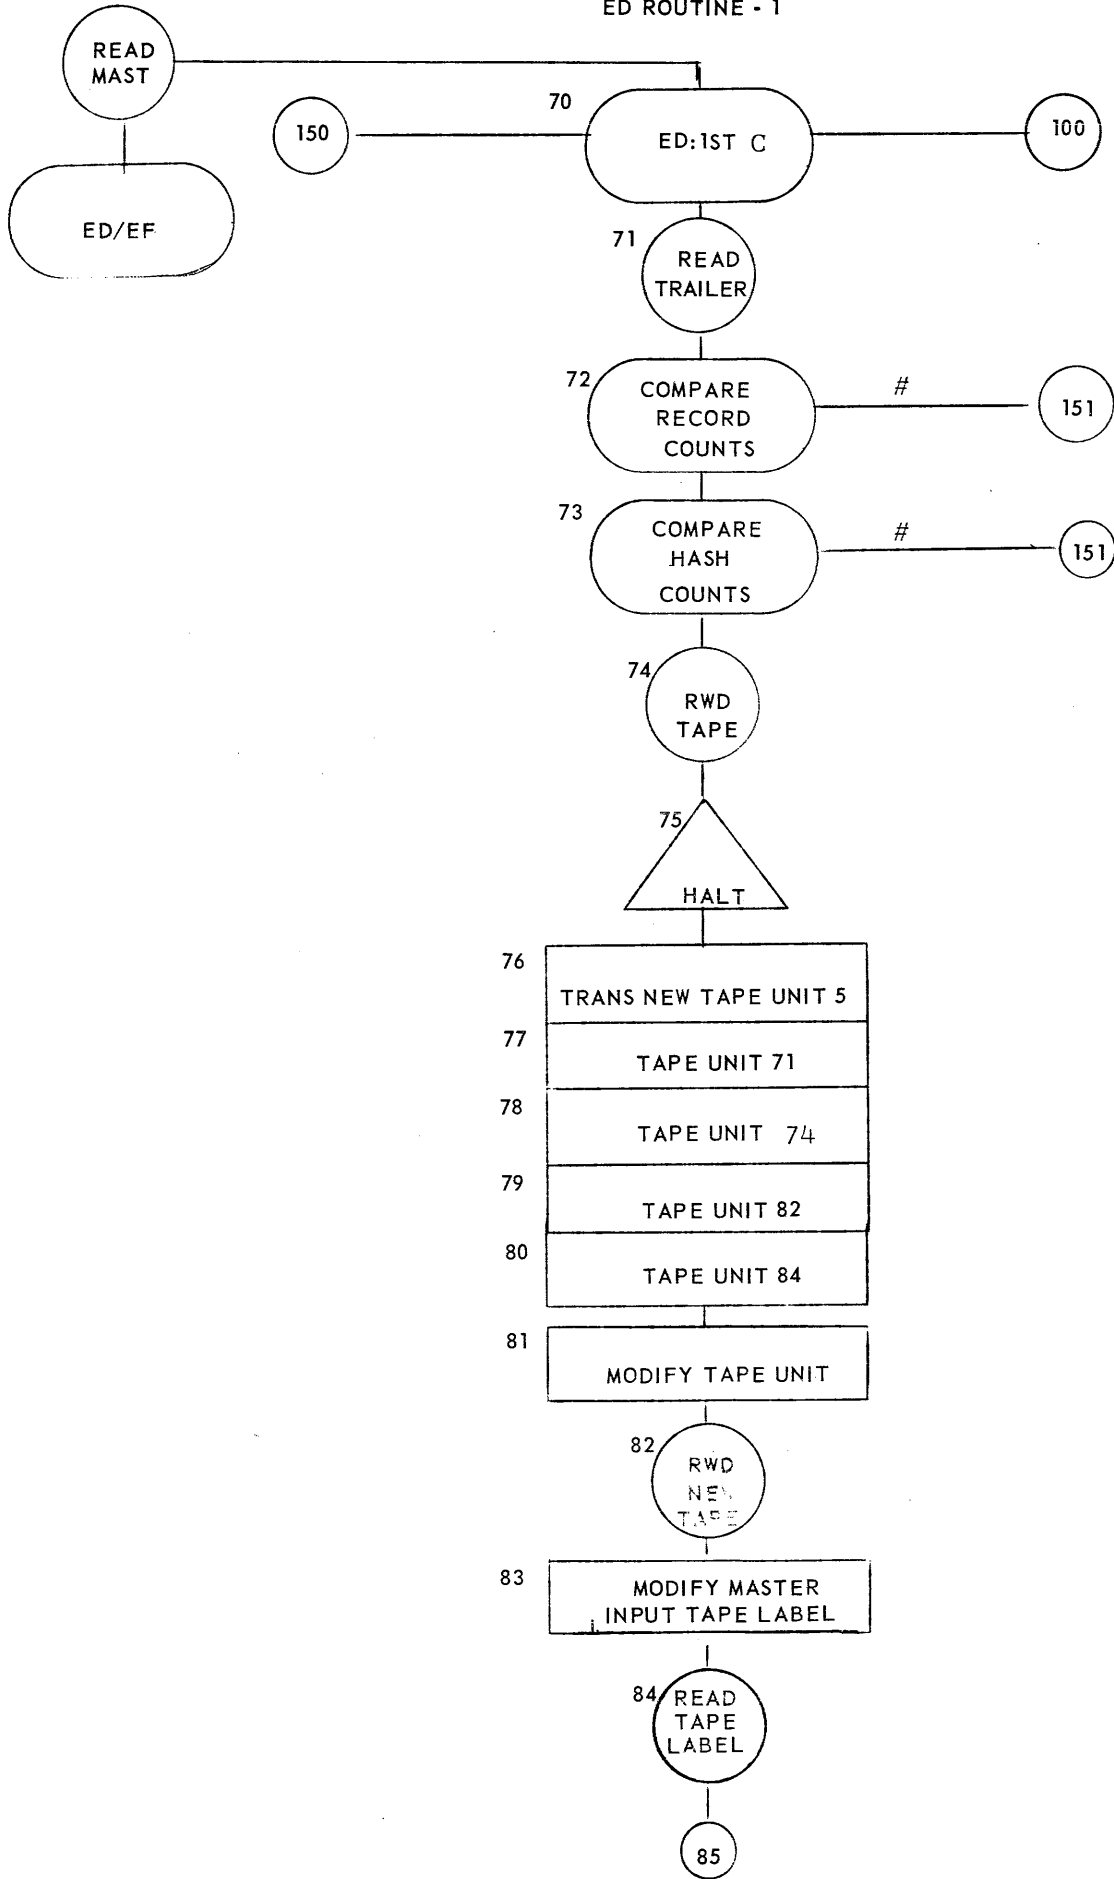 ED ROUTINE - 1
READ
MAST
ED/EF
150
70
ED:1ST C
100
71
READ
TRAILER
72
COMPARE
RECORD
COUNTS
#
151
73
COMPARE
HASH
COUNTS
#
151
74
RWD
TAPE
75
HALT
76
TRANS NEW TAPE UNIT 5
77
TAPE UNIT 71
78
TAPE UNIT 74
79
TAPE UNIT 82
80
TAPE UNIT 84
81
MODIFY TAPE UNIT
82
RWD
NEW
TAPE
83
MODIFY MASTER
INPUT TAPE LABEL
84
READ
TAPE
LABEL
85